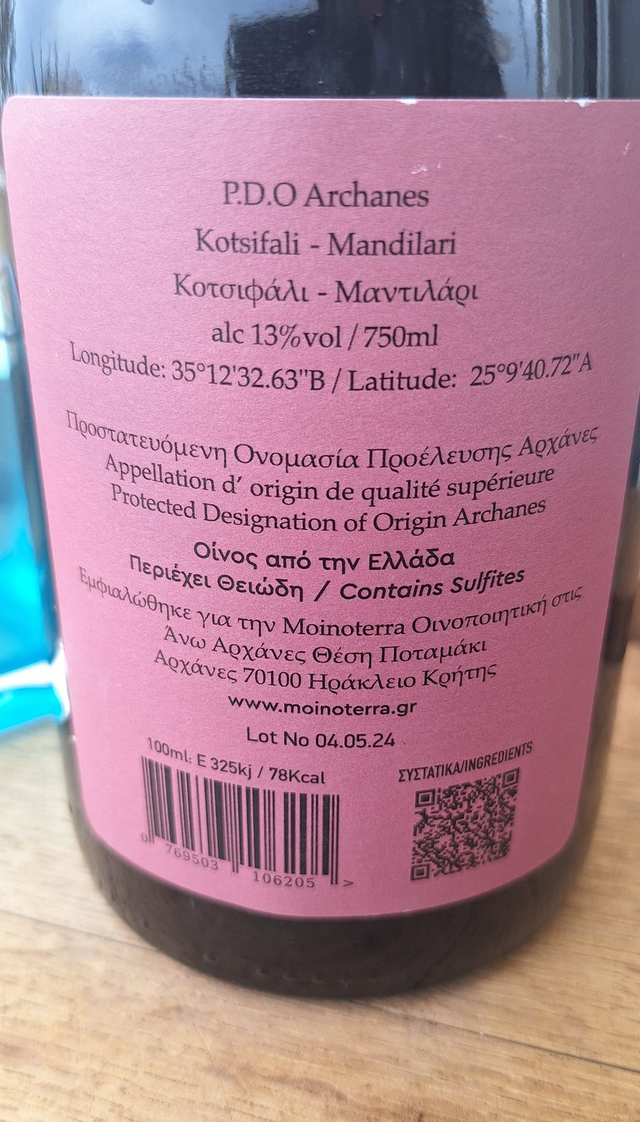 P.D.O Archanes
Kotsifali - Mandilari
Κοτσιφάλι - Μαντιλάρι
alc 13%vol / 750ml
Longitude: 35°12'32.63"B / Latitude: 25°9'40.72"A
Προστατευόμενη Ονομασία Προέλευσης Αρχάνες
Appellation d' origin de qualité supérieure
Protected Designation of Origin Archanes
Οίνος από την Ελλάδα
Περιέχει Θειώδη / Contains Sulfites
Εμφιαλώθηκε για την Moinoterra Οινοποιητική στις
Άνω Αρχάνες Θέση Ποταμάκι
Αρχάνες 70100 Ηράκλειο Κρήτης
www.moinoterra.gr
Lot No 04.05.24
100ml: E 325kj / 78Kcal
ΣΥΣΤΑΤΙΚΑ/INGREDIENTS
0 769503 106205 >